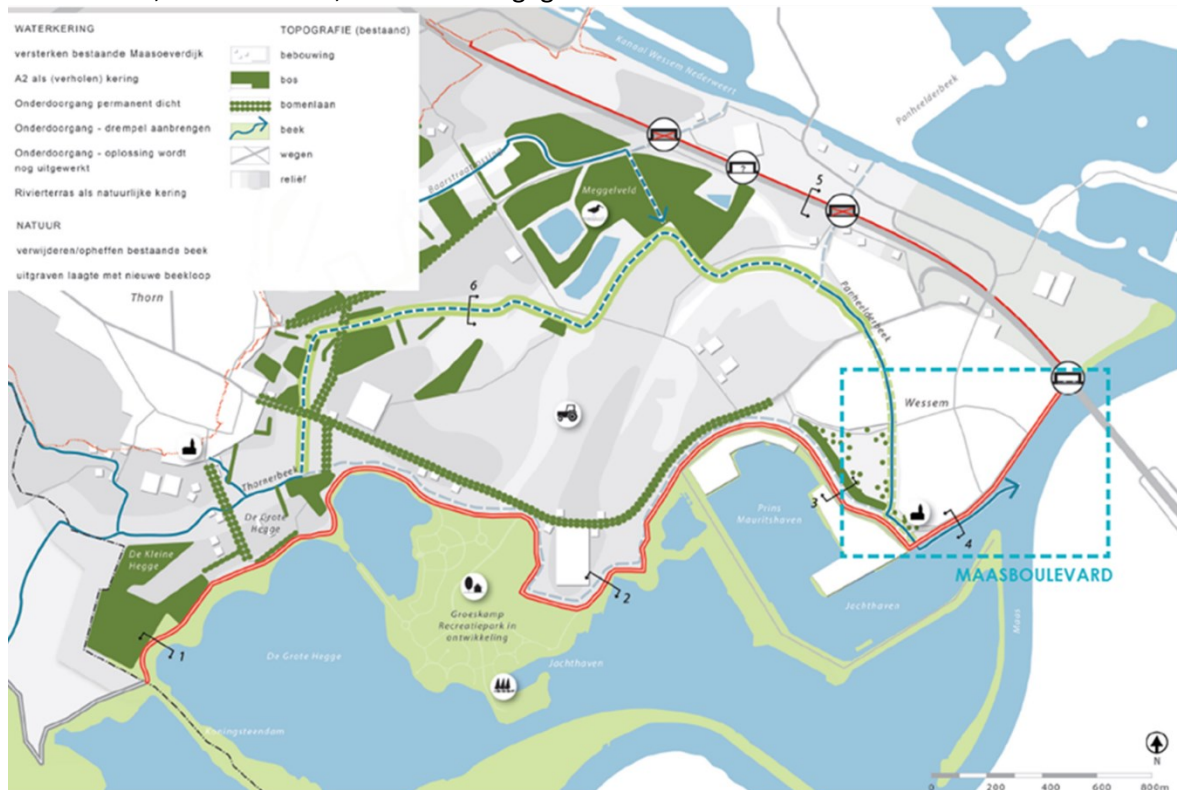 WATERKERING
versterken bestaande Maasoeverdijk
A2 als (verholen) kering
Onderdoorgang permanent dicht
Onderdoorgang - drempel aanbrengen
Onderdoorgang - oplossing wordt
nog uitgewerkt
Rivierterras als natuurlijke kering
NATUUR
verwijderen/opheffen bestaande beek
uitgraven laagte met nieuwe beekloop
TOPOGRAFIE (bestaand)
bebouwing
bos
bomenlaan
beek
wegen
reliëf
Kanaal Wessem Nederweert
Panheelderbeek
Meggelveld
?
5
6
Thorn
Panheelderbeek
Wessem
Thornerbeek
De Grote
Hegge
De Kleine
Hegge
Prins
Mauritshaven
3
4
MAASBOULEVARD
2
1
Groeskamp
Recreatiepark in
ontwikkeling
Jachthaven
Maas
De Grote Hegge
Jachthaven
Koningsteendam
N
0 200 400 600 800m